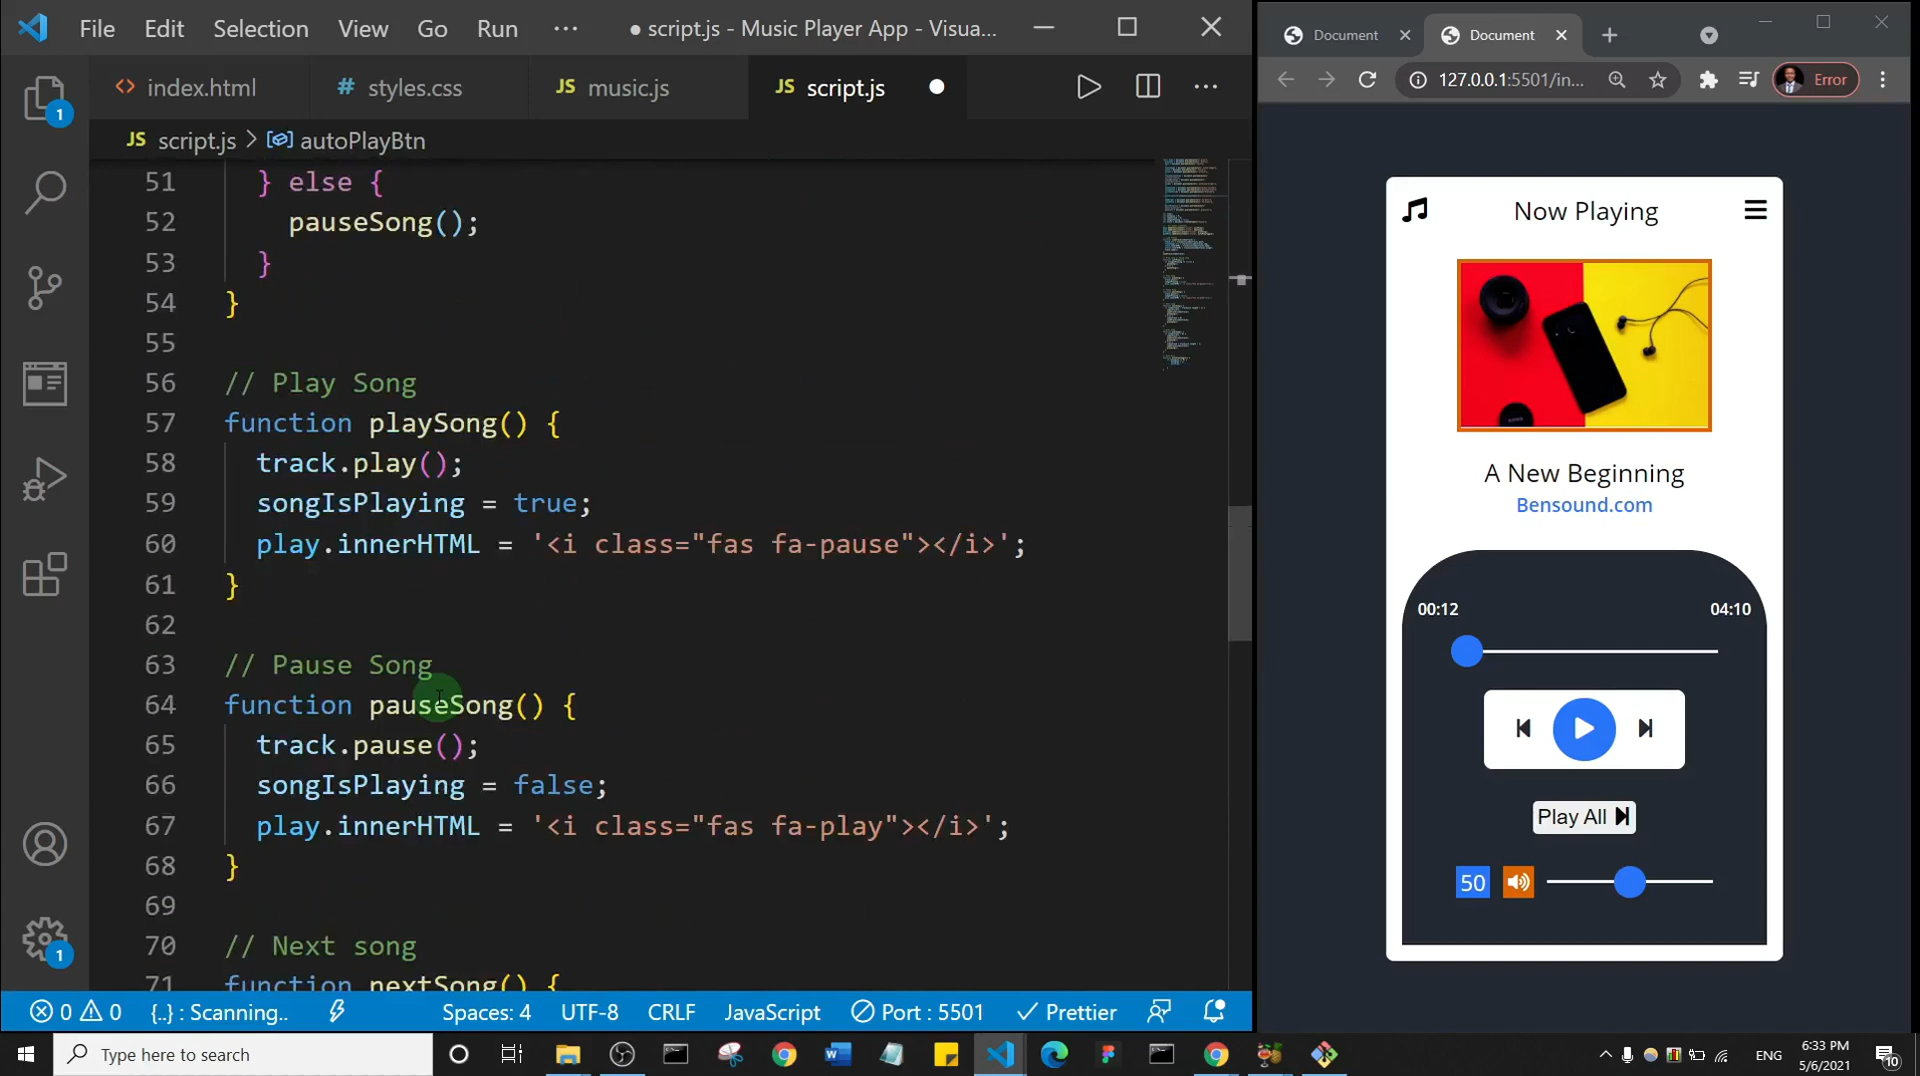 File Edit Selection View Go Run ··· ● script.js - Music Player App - Visua...
<> index.html # styles.css JS music.js JS script.js
JS script.js > autoPlayBtn
51 } else {
52 pauseSong();
53 }
54 }
55
56 // Play Song
57 function playSong() {
58 track.play();
59 songIsPlaying = true;
60 play.innerHTML = '<i class="fas fa-pause"></i>';
61 }
62
63 // Pause Song
64 function pauseSong() {
65 track.pause();
66 songIsPlaying = false;
67 play.innerHTML = '<i class="fas fa-play"></i>';
68 }
69
70 // Next song
71 function nextSong() {
1
1
0 0 {..} : Scanning.. Spaces: 4 UTF-8 CRLF JavaScript Port : 5501 Prettier
Document Document
127.0.0.1:5501/in... Error
Now Playing
A New Beginning
Bensound.com
00:12 04:10
Play All
50
Type here to search
ENG 6:33 PM
5/6/2021
10